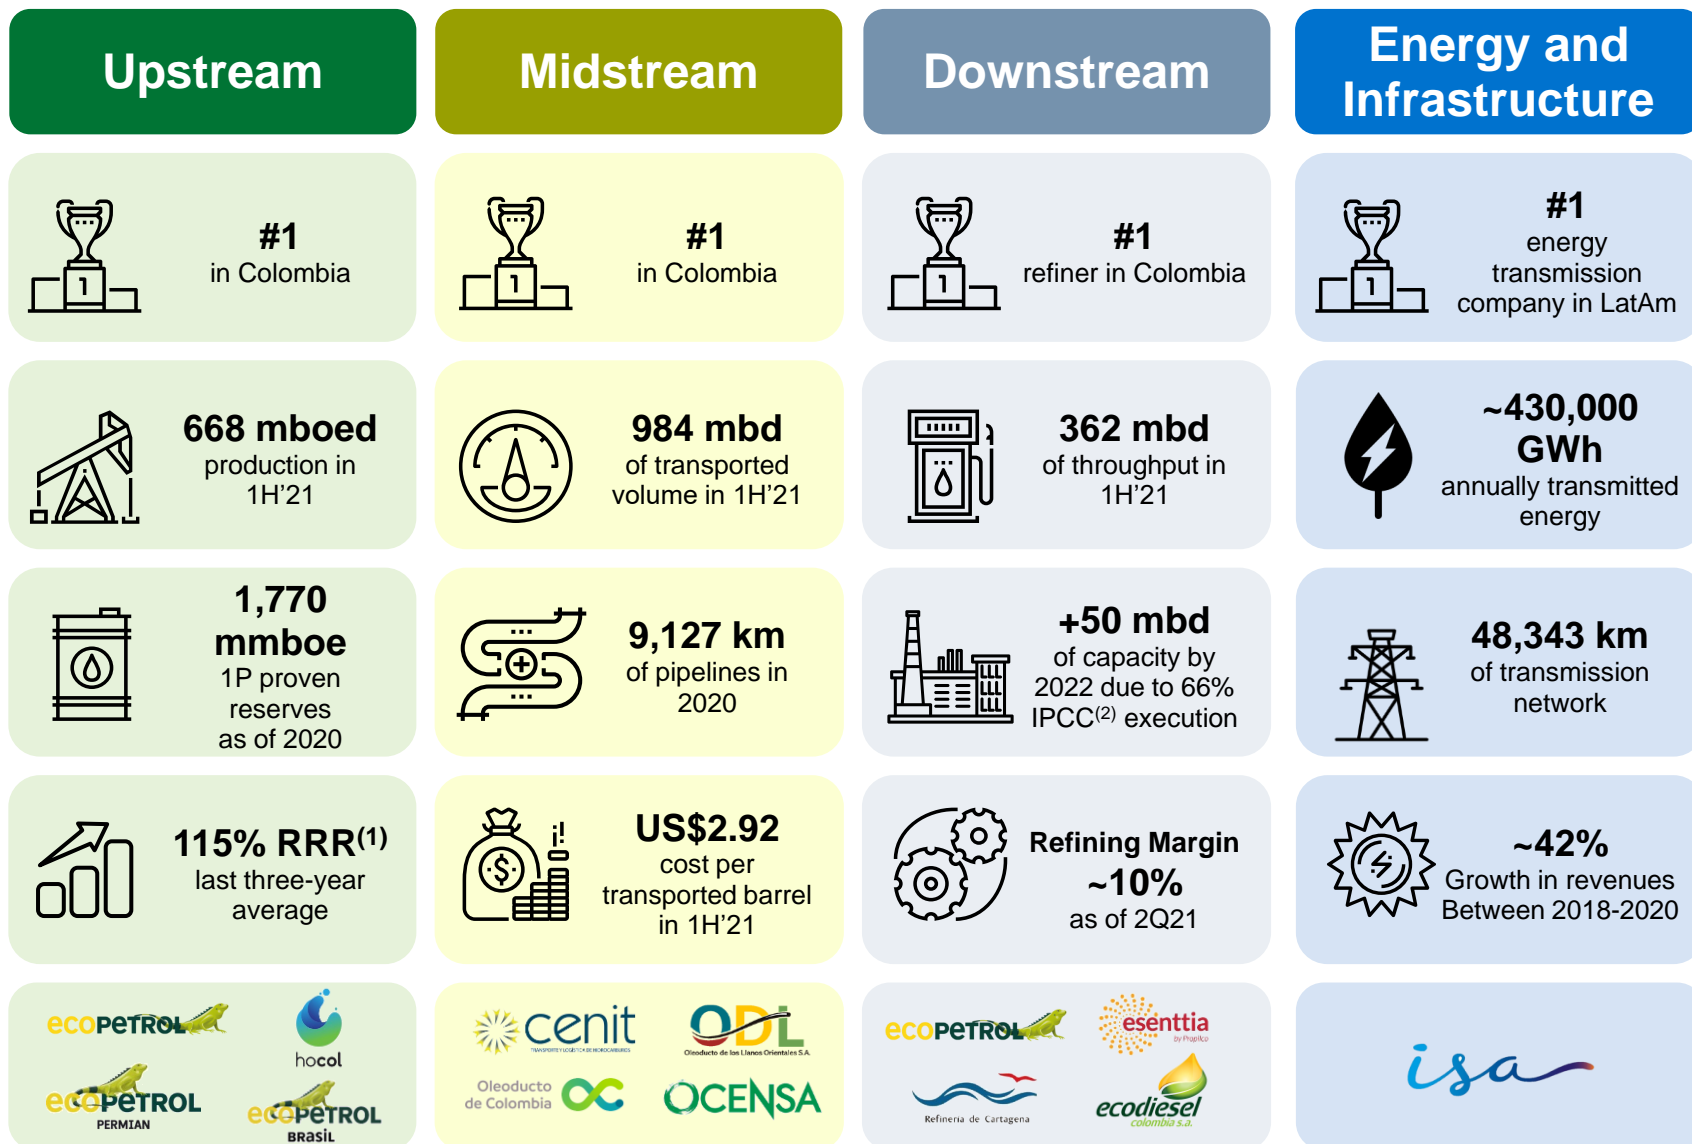 Upstream
#1
in Colombia
668 mboed
production in
1H'21
1,770
mmboe
1P proven
reserves
as of 2020
115% RRR(1)
last three-year
average
ecopetrol
hocol
ecopetrol
PERMIAN
ecopetrol
BRASIL
Midstream
#1
in Colombia
984 mbd
of transported
volume in 1H'21
9,127 km
of pipelines in
2020
US$2.92
cost per
transported barrel
in 1H'21
cenit
TRANSPORTE Y LOGÍSTICA DE HIDROCARBUROS
ODL
Oleoducto de los Llanos Orientales S.A.
Oleoducto
de Colombia
OCENSA
Downstream
#1
refiner in Colombia
362 mbd
of throughput in
1H'21
+50 mbd
of capacity by
2022 due to 66%
IPCC(2) execution
Refining Margin
~10%
as of 2Q21
ecopetrol
esenttia
by Propilco
Refinería de Cartagena
ecodiesel
colombia s.a.
Energy and
Infrastructure
#1
energy
transmission
company in LatAm
~430,000
GWh
annually transmitted
energy
48,343 km
of transmission
network
~42%
Growth in revenues
Between 2018-2020
isa